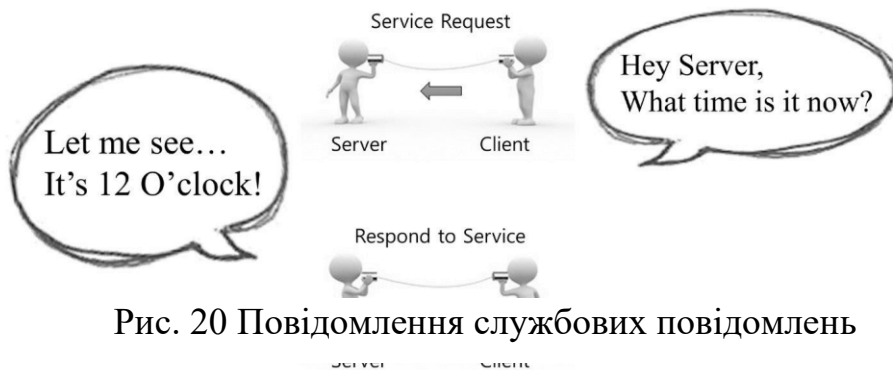 Service Request
Hey Server,
What time is it now?
Let me see…
It’s 12 O’clock!
Server Client
Respond to Service
Рис. 20 Повідомлення службових повідомлень